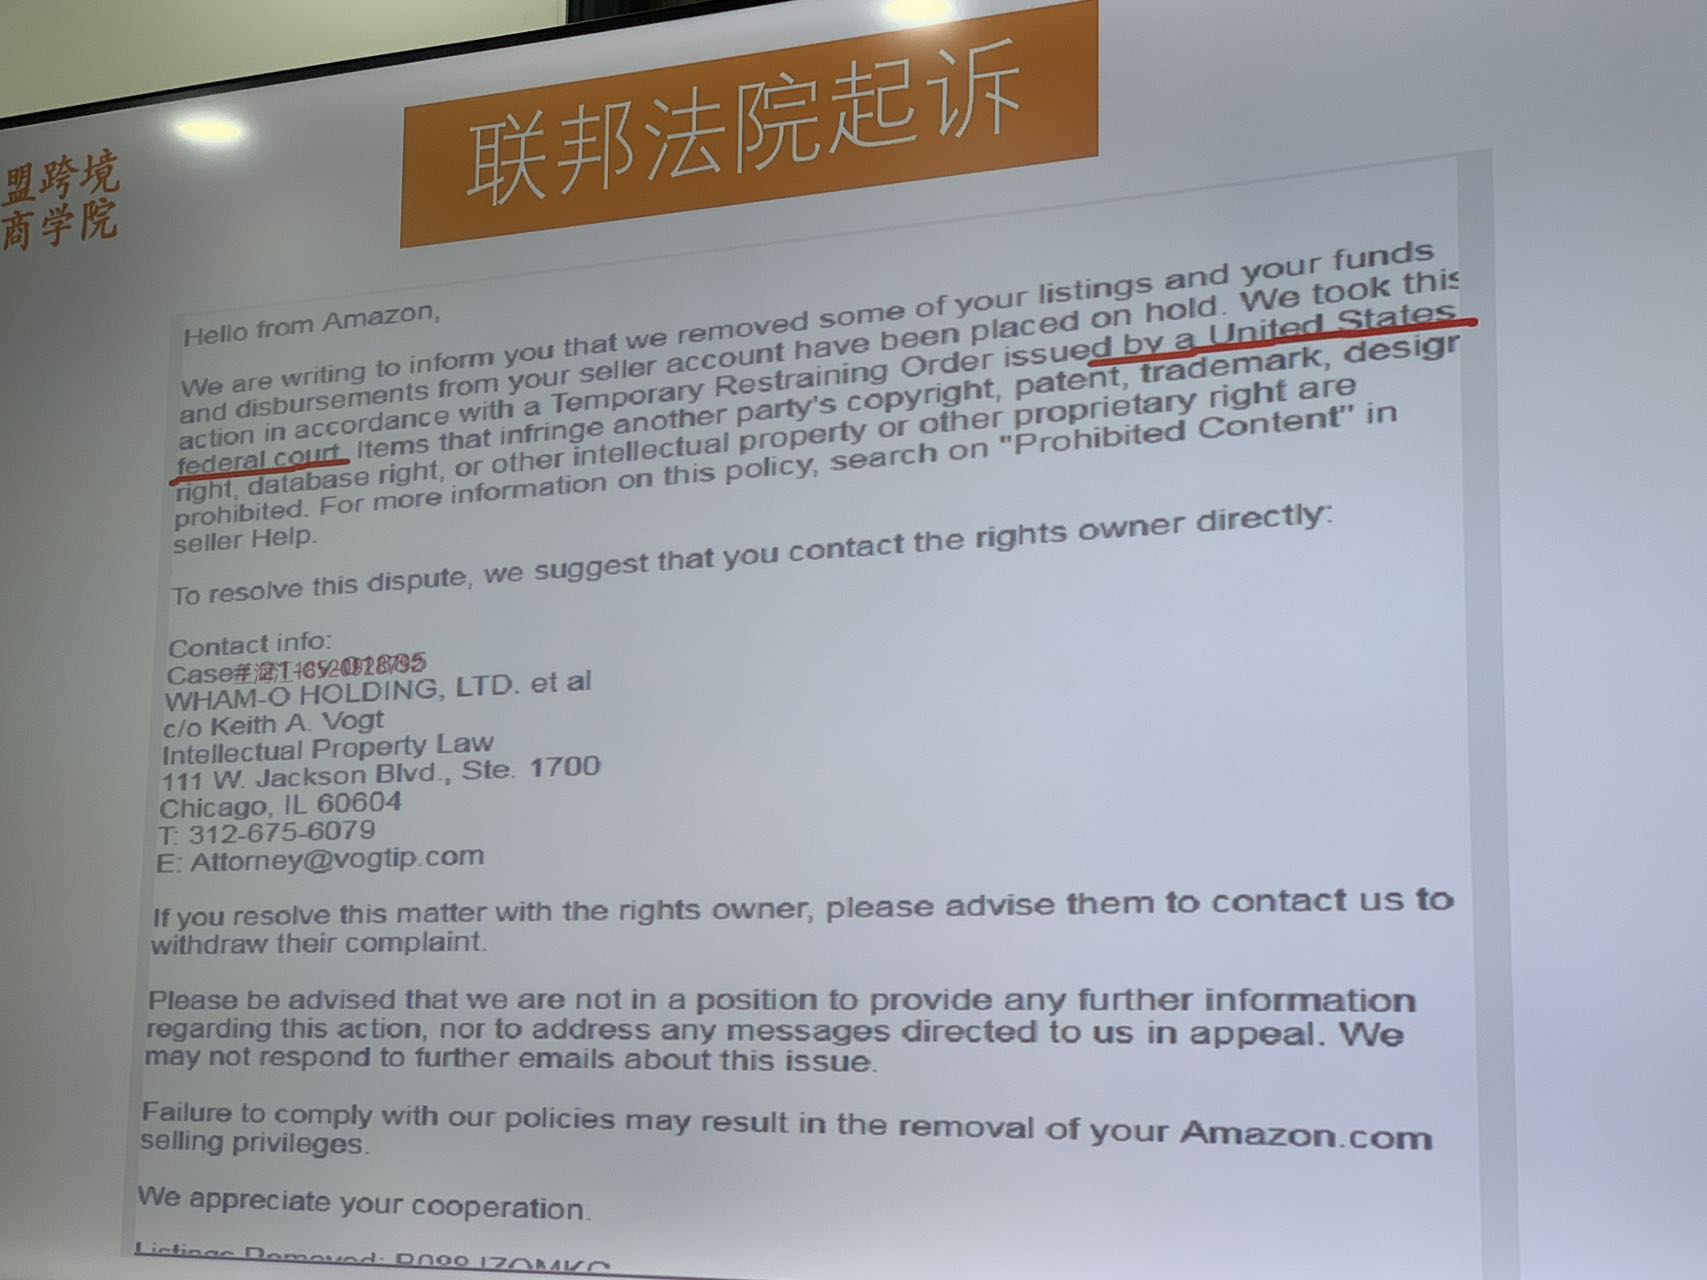 联邦法院起诉
盟跨境
商学院
Hello from Amazon,
We are writing to inform you that we removed some of your listings and your funds
and disbursements from your seller account have been placed on hold. We took this
action in accordance with a Temporary Restraining Order issued by a United States
federal court. Items that infringe another party's copyright, patent, trademark, design
right, database right, or other intellectual property or other proprietary right are
prohibited. For more information on this policy, search on "Prohibited Content" in
seller Help.
To resolve this dispute, we suggest that you contact the rights owner directly:
Contact info:
Case#
WHAM-O HOLDING, LTD. et al
c/o Keith A. Vogt
Intellectual Property Law
111 W. Jackson Blvd., Ste. 1700
Chicago, IL 60604
T: 312-675-6079
E: Attorney@vogtip.com
If you resolve this matter with the rights owner, please advise them to contact us to
withdraw their complaint.
Please be advised that we are not in a position to provide any further information
regarding this action, nor to address any messages directed to us in appeal. We
may not respond to further emails about this issue.
Failure to comply with our policies may result in the removal of your Amazon.com
selling privileges.
We appreciate your cooperation.
Listings Removed: